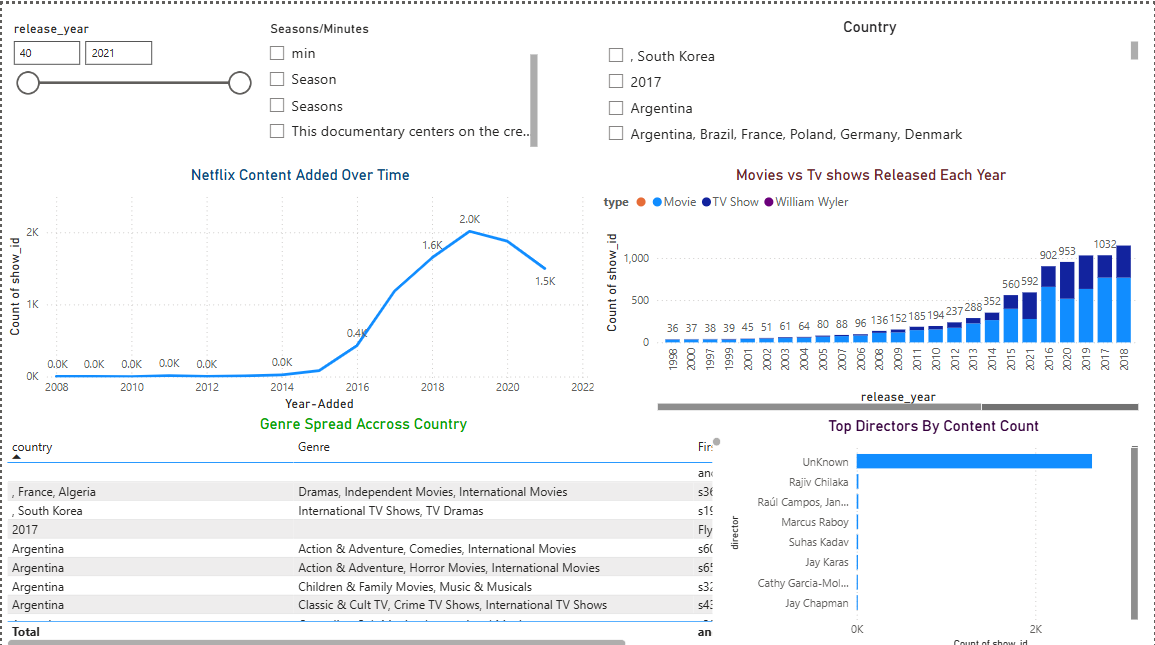 release_year
40
2021
Seasons/Minutes
min
Season
Seasons
This documentary centers on the cre..
Country
, South Korea
2017
Argentina
Argentina, Brazil, France, Poland, Germany, Denmark
Netflix Content Added Over Time
Count of show_id
2K
1K
0K
0.0K 0.0K 0.0K 0.0K 0.0K 0.0K 0.4K 1.6K 2.0K 1.5K
2008 2010 2012 2014 2016 2018 2020 2022
Year-Added
Movies vs Tv shows Released Each Year
type Movie TV Show William Wyler
Count of show_id
1,000
500
0
36 37 38 39 45 51 61 64 80 88 96 136 152 185 194 237 288 352 560 592 902 953 1032
1998 2000 1997 1999 2001 2002 2003 2004 2005 2007 2006 2008 2009 2011 2010 2012 2013 2014 2015 2021 2016 2020 2019 2017 2018
release_year
Genre Spread Accross Country
country Genre Fir
an
, France, Algeria Dramas, Independent Movies, International Movies s36
, South Korea International TV Shows, TV Dramas s19
2017 Fly
Argentina Action & Adventure, Comedies, International Movies s60
Argentina Action & Adventure, Horror Movies, International Movies s65
Argentina Children & Family Movies, Music & Musicals s32
Argentina Classic & Cult TV, Crime TV Shows, International TV Shows s43
Total an
Top Directors By Content Count
director
UnKnown
Rajiv Chilaka
Raúl Campos, Jan...
Marcus Raboy
Suhas Kadav
Jay Karas
Cathy Garcia-Mol...
Jay Chapman
0K 2K
Count of show_id